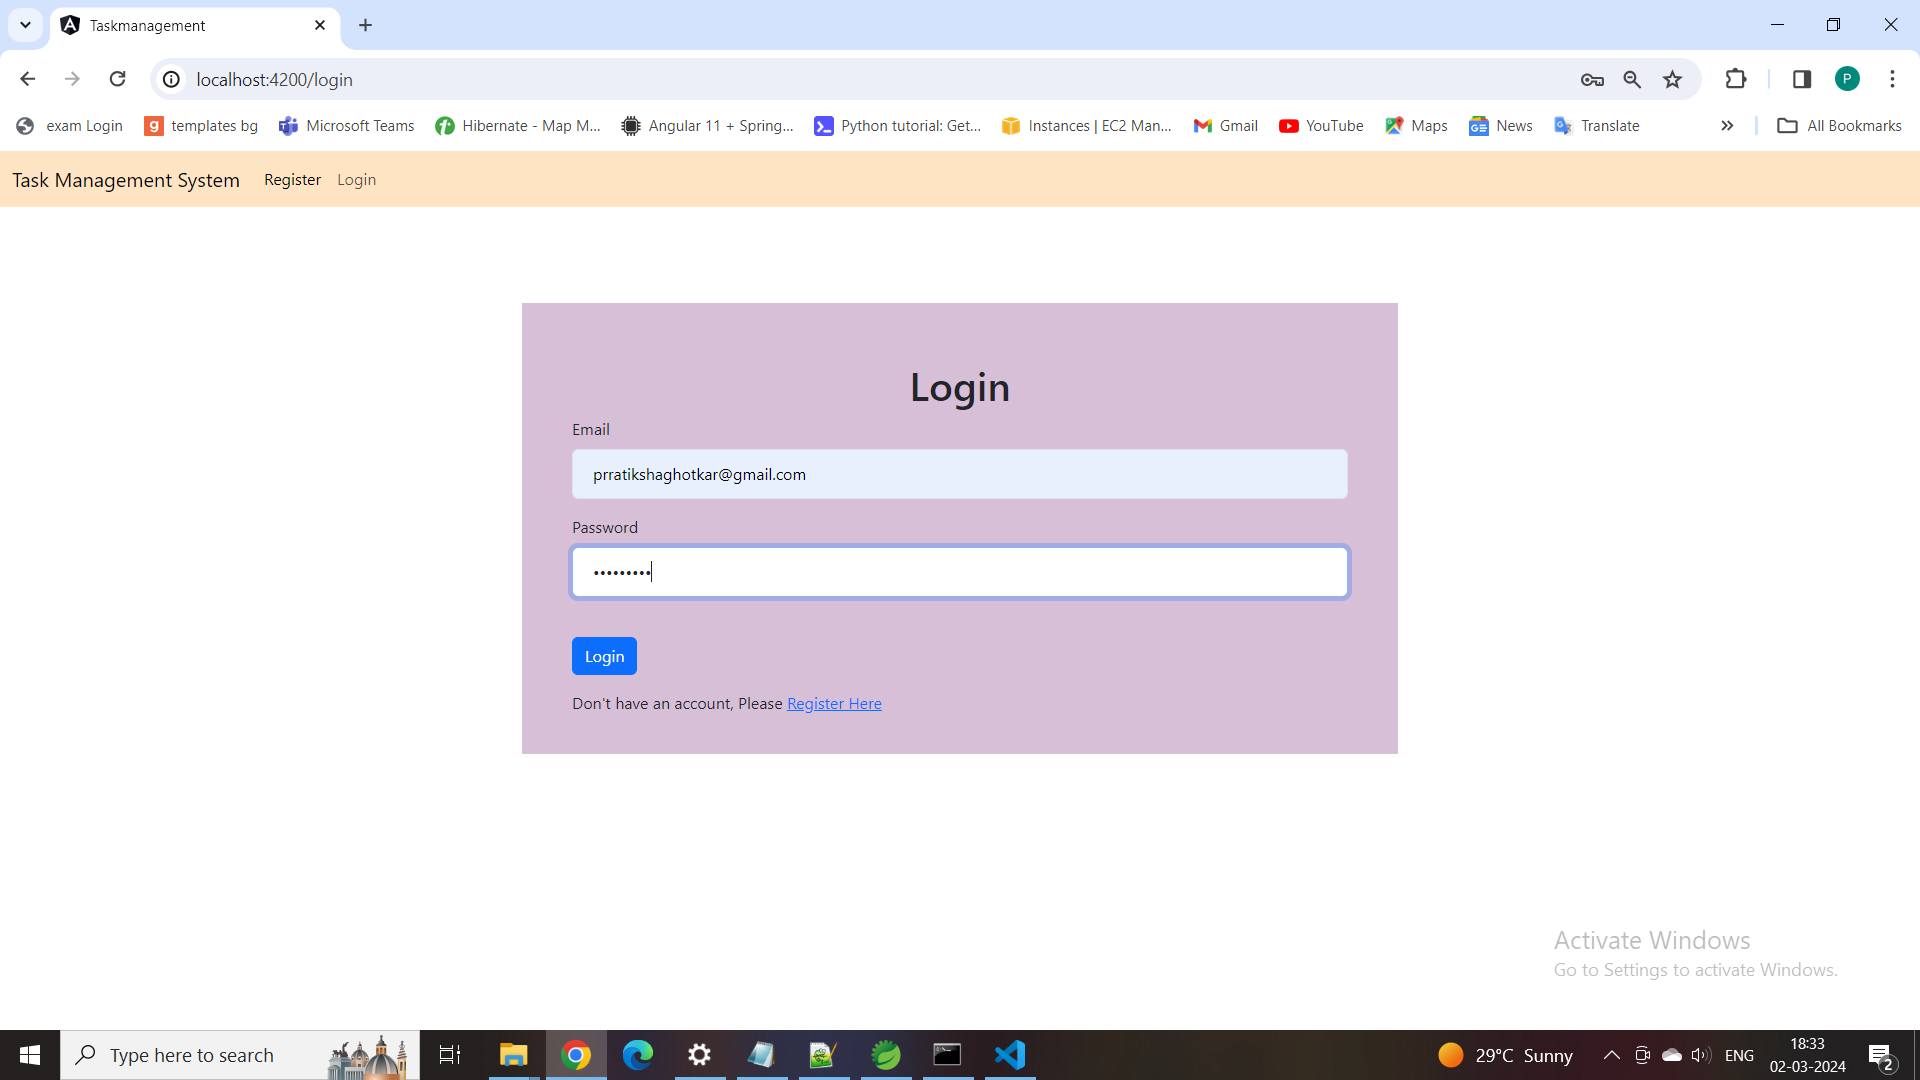 Taskmanagement
localhost:4200/login
P
exam Login
templates bg
Microsoft Teams
Hibernate - Map M...
Angular 11 + Spring...
Python tutorial: Get...
Instances | EC2 Man...
Gmail
YouTube
Maps
News
Translate
All Bookmarks
Task Management System
Register
Login
Login
Email
prratikshaghotkar@gmail.com
Password
•••••••••
Login
Don't have an account, Please Register Here
Activate Windows
Go to Settings to activate Windows.
Type here to search
29°C Sunny
ENG
18:33
02-03-2024
2